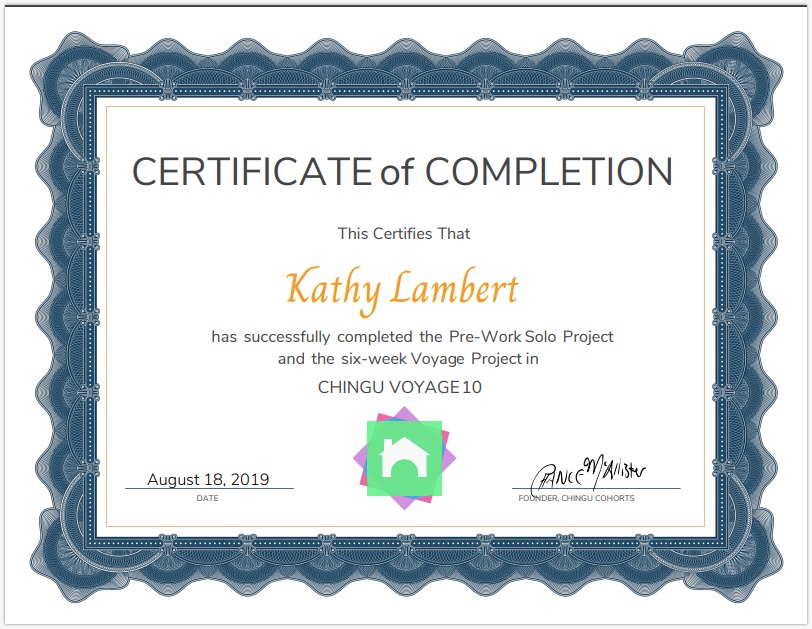 CERTIFICATE of COMPLETION
This Certifies That
Kathy Lambert
has successfully completed the Pre-Work Solo Project
and the six-week Voyage Project in
CHINGU VOYAGE 10
August 18, 2019
DATE
Chance McAllister
FOUNDER, CHINGU COHORTS